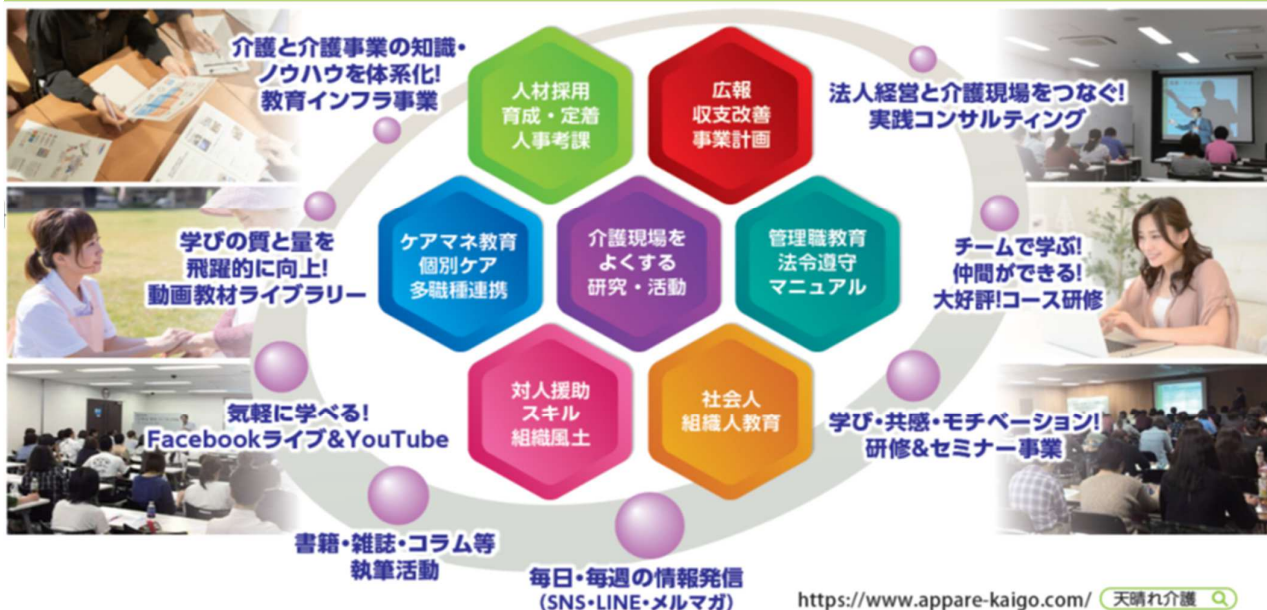 介護と介護事業の知識・
ノウハウを体系化!
教育インフラ事業
人材採用
育成・定着
人事考課
広報
収支改善
事業計画
法人経営と介護現場をつなぐ!
実践コンサルティング
学びの質と量を
飛躍的に向上!
動画教材ライブラリー
ケアマネ教育
個別ケア
多職種連携
介護現場を
よくする
研究・活動
管理職教育
法令遵守
マニュアル
チームで学ぶ!
仲間ができる!
大好評!コース研修
気軽に学べる!
Facebookライブ&YouTube
対人援助
スキル
組織風土
社会人
組織人教育
学び・共感・モチベーション!
研修&セミナー事業
書籍・雑誌・コラム等
執筆活動
毎日・毎週の情報発信
(SNS・LINE・メルマガ)
https://www.appare-kaigo.com/ 天晴れ介護